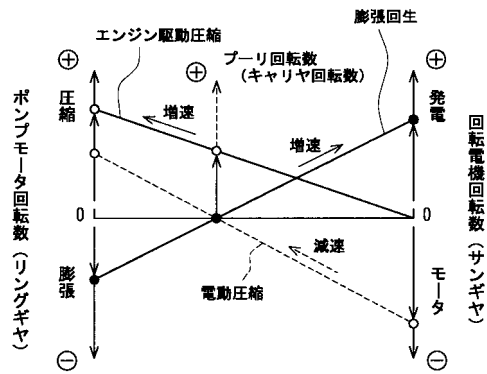 エンジン駆動圧縮
膨張回生
プーリ回転数
(キャリヤ回転数)
⊕
⊕
⊕
圧縮
増速
増速
発電
ポンプモータ回転数(リングギヤ)
回転電機回転数(サンギヤ)
0
0
膨張
減速
モータ
電動圧縮
⊖
⊖